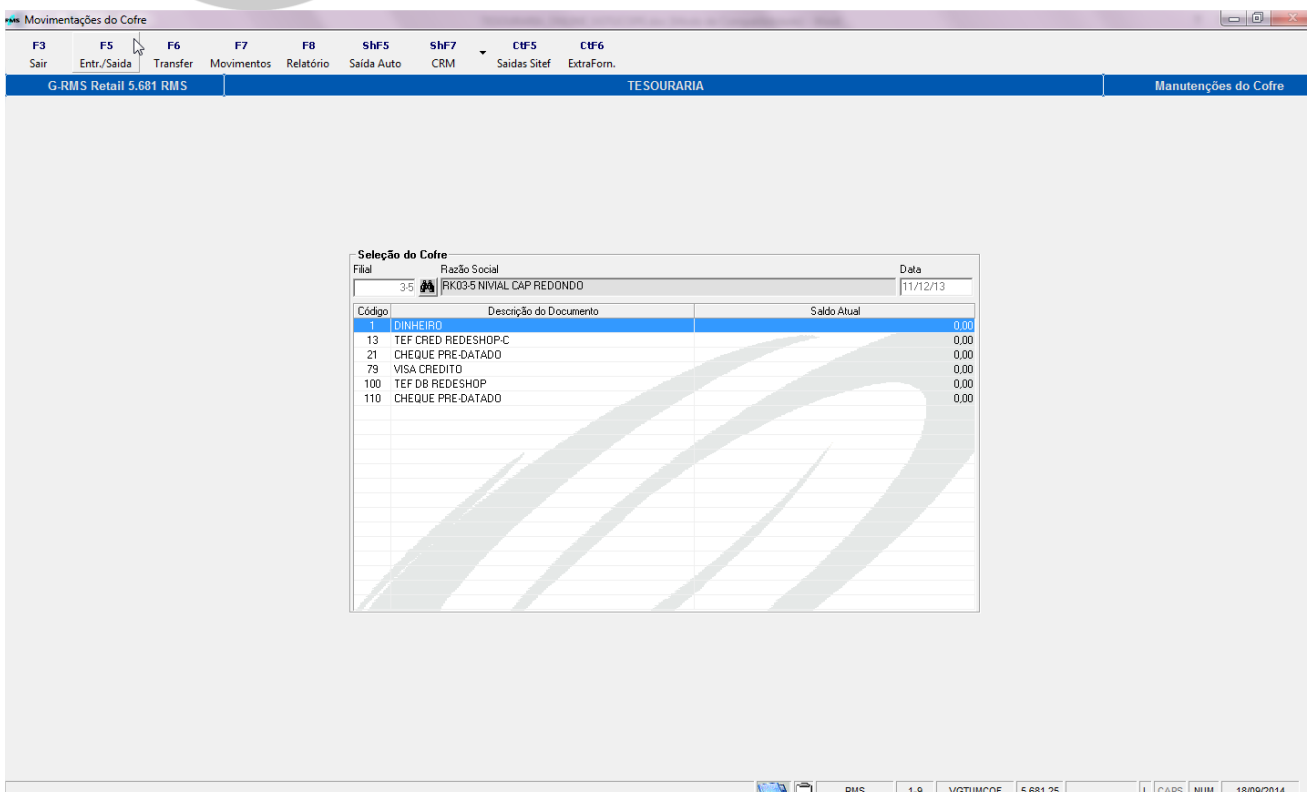 RMS Movimentações do Cofre
F3 F5 F6 F7 F8 ShF5 ShF7 CtF5 CtF6
Sair Entr./Saida Transfer Movimentos Relatório Saída Auto CRM Saidas Sitef ExtraForn.
G-RMS Retail 5.681 RMS TESOURARIA Manutenções do Cofre
Seleção do Cofre
Filial Razão Social Data
3-5 RK03-5 NIVIAL CAP REDONDO 11/12/13
Código Descrição do Documento Saldo Atual
1 DINHEIRO 0,00
13 TEF CRED REDESHOP-C 0,00
21 CHEQUE PRE-DATADO 0,00
79 VISA CREDITO 0,00
100 TEF DB REDESHOP 0,00
110 CHEQUE PRE-DATADO 0,00
RMS 1-9 VGTUMCOF 5.681.25 I CAPS NUM 18/09/2014